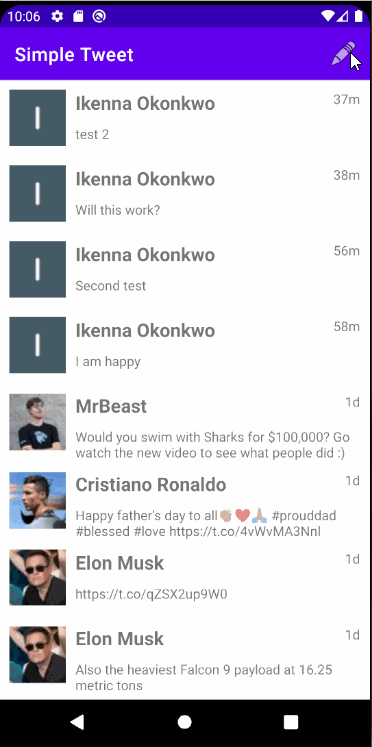 10:06
Simple Tweet
I
Ikenna Okonkwo
37m
test 2
I
Ikenna Okonkwo
38m
Will this work?
I
Ikenna Okonkwo
56m
Second test
I
Ikenna Okonkwo
58m
I am happy
MrBeast
1d
Would you swim with Sharks for $100,000? Go
watch the new video to see what people did :)
Cristiano Ronaldo
1d
Happy father's day to all👋🏽❤️🙏🏼 #prouddad
#blessed #love https://t.co/4vWvMA3Nnl
Elon Musk
1d
https://t.co/qZSX2up9W0
Elon Musk
1d
Also the heaviest Falcon 9 payload at 16.25
metric tons